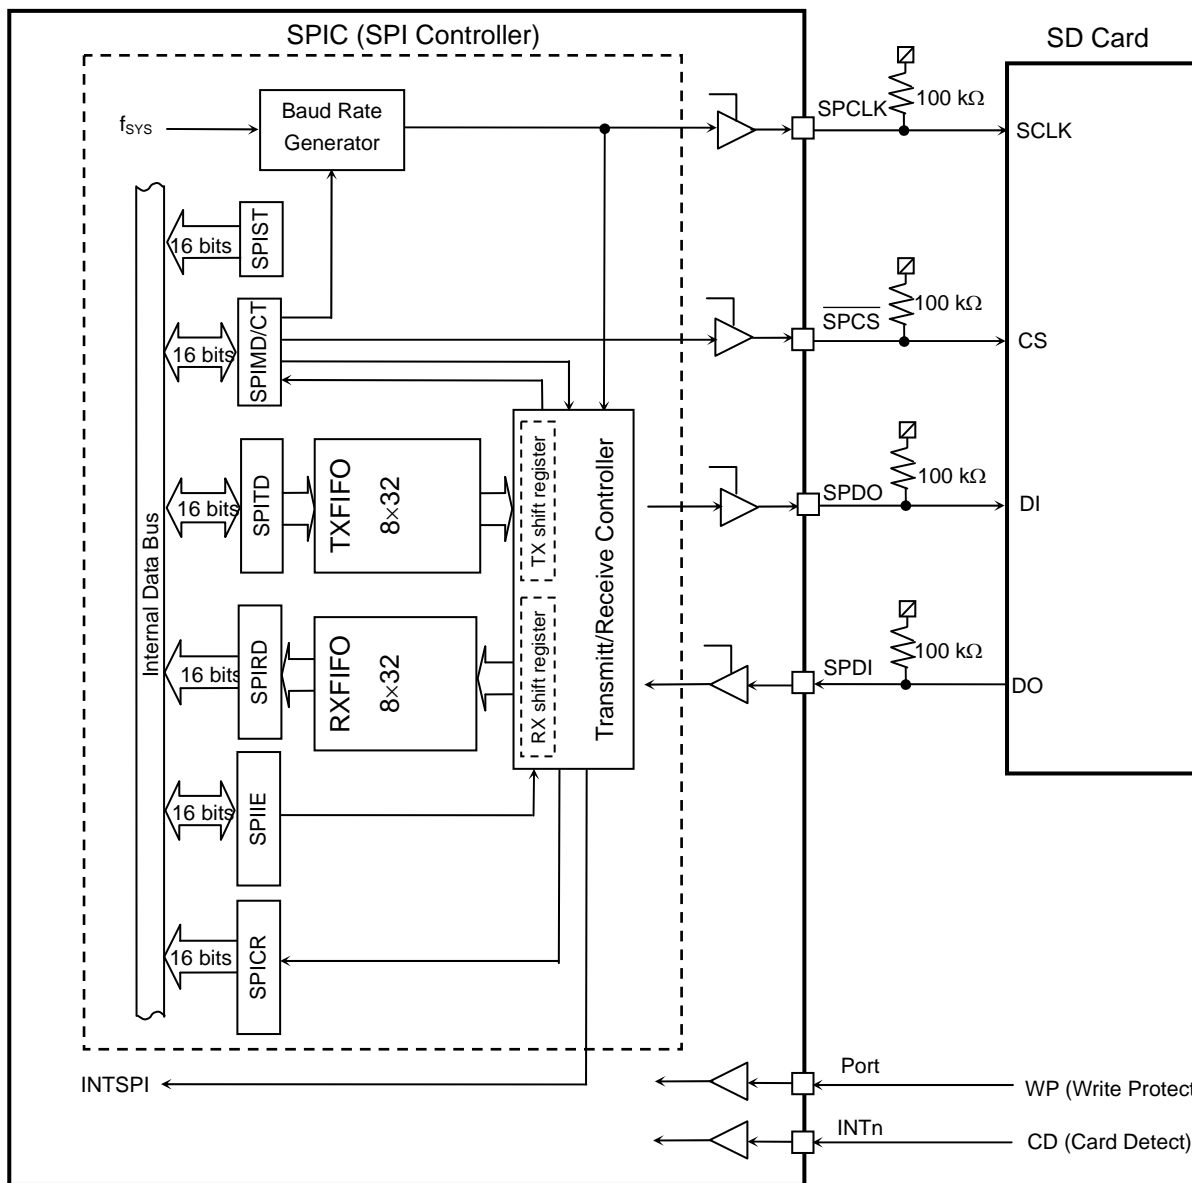 SPIC (SPI Controller)
SD Card
Baud Rate
Generator
fSYS
SPCLK
100 kΩ
SCLK
SPIST
16 bits
SPIMD/CT
16 bits
SPCS
100 kΩ
CS
Internal Data Bus
SPITD
16 bits
TXFIFO
8×32
TX shift register
Transmitt/Receive Controller
SPDO
100 kΩ
DI
SPIRD
16 bits
RXFIFO
8×32
RX shift register
SPDI
100 kΩ
DO
SPIIE
16 bits
SPICR
16 bits
INTSPI
Port
WP (Write Protect
INTn
CD (Card Detect)